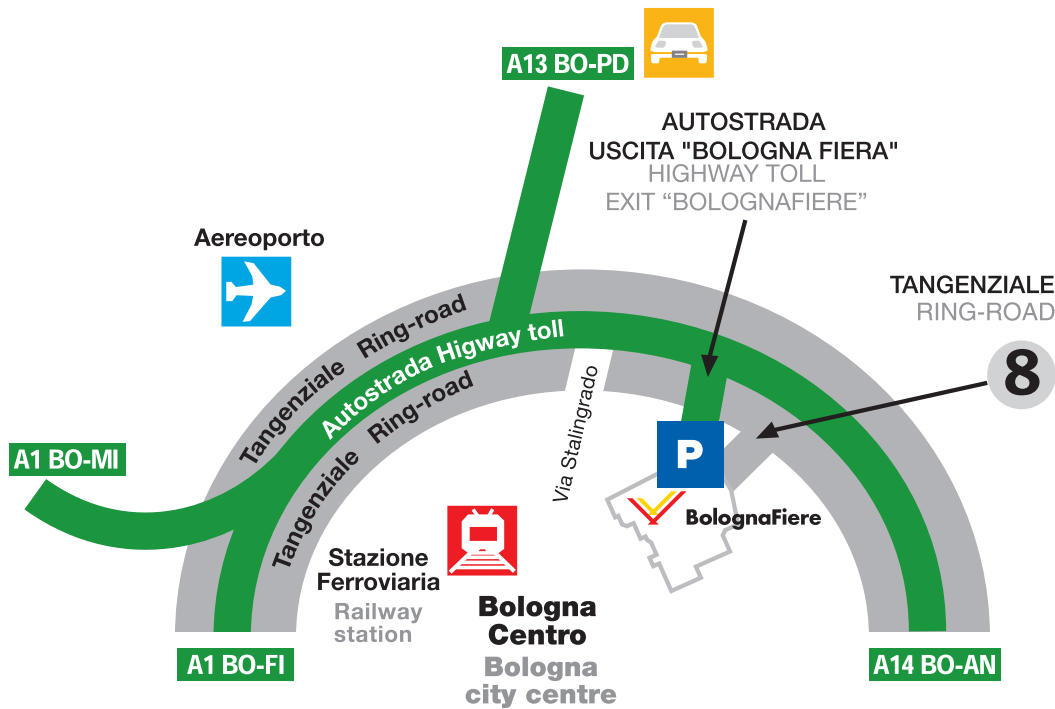 A13 BO-PD
AUTOSTRADA
USCITA "BOLOGNA FIERA"
HIGHWAY TOLL
EXIT “BOLOGNAFIERE”
Aereoporto
TANGENZIALE
RING-ROAD
8
Tangenziale Ring-road
Autostrada Higway toll
Tangenziale Ring-road
Via Stalingrado
A1 BO-MI
P
BolognaFiere
Stazione
Ferroviaria
Railway
station
Bologna
Centro
Bologna
city centre
A1 BO-FI
A14 BO-AN